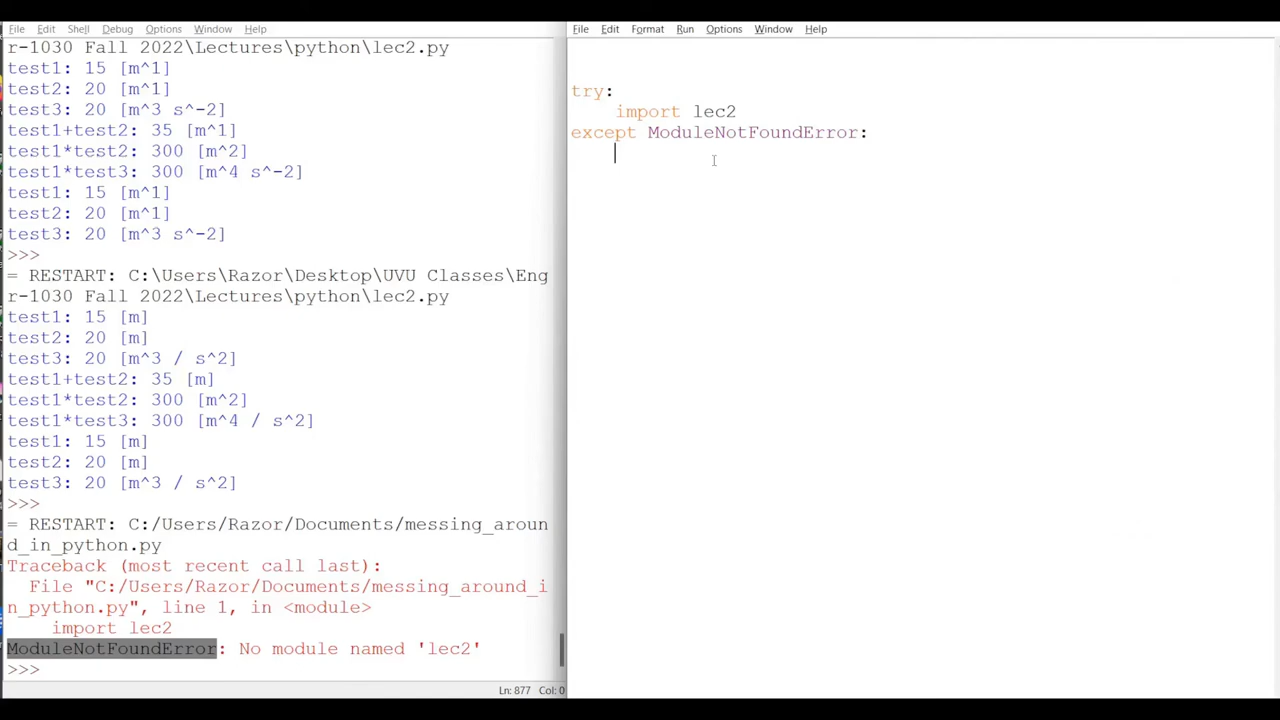 File Edit Shell Debug Options Window Help
r-1030 Fall 2022\Lectures\python\lec2.py
test1: 15 [m^1]
test2: 20 [m^1]
test3: 20 [m^3 s^-2]
test1+test2: 35 [m^1]
test1*test2: 300 [m^2]
test1*test3: 300 [m^4 s^-2]
test1: 15 [m^1]
test2: 20 [m^1]
test3: 20 [m^3 s^-2]
>>>
= RESTART: C:\Users\Razor\Desktop\UVU Classes\Eng
r-1030 Fall 2022\Lectures\python\lec2.py
test1: 15 [m]
test2: 20 [m]
test3: 20 [m^3 / s^2]
test1+test2: 35 [m]
test1*test2: 300 [m^2]
test1*test3: 300 [m^4 / s^2]
test1: 15 [m]
test2: 20 [m]
test3: 20 [m^3 / s^2]
>>>
= RESTART: C:/Users/Razor/Documents/messing_aroun
d_in_python.py
Traceback (most recent call last):
  File "C:/Users/Razor/Documents/messing_around_i
n_python.py", line 1, in <module>
    import lec2
ModuleNotFoundError: No module named 'lec2'
>>>
Ln: 877 Col: 0
File Edit Format Run Options Window Help
try:
    import lec2
except ModuleNotFoundError: